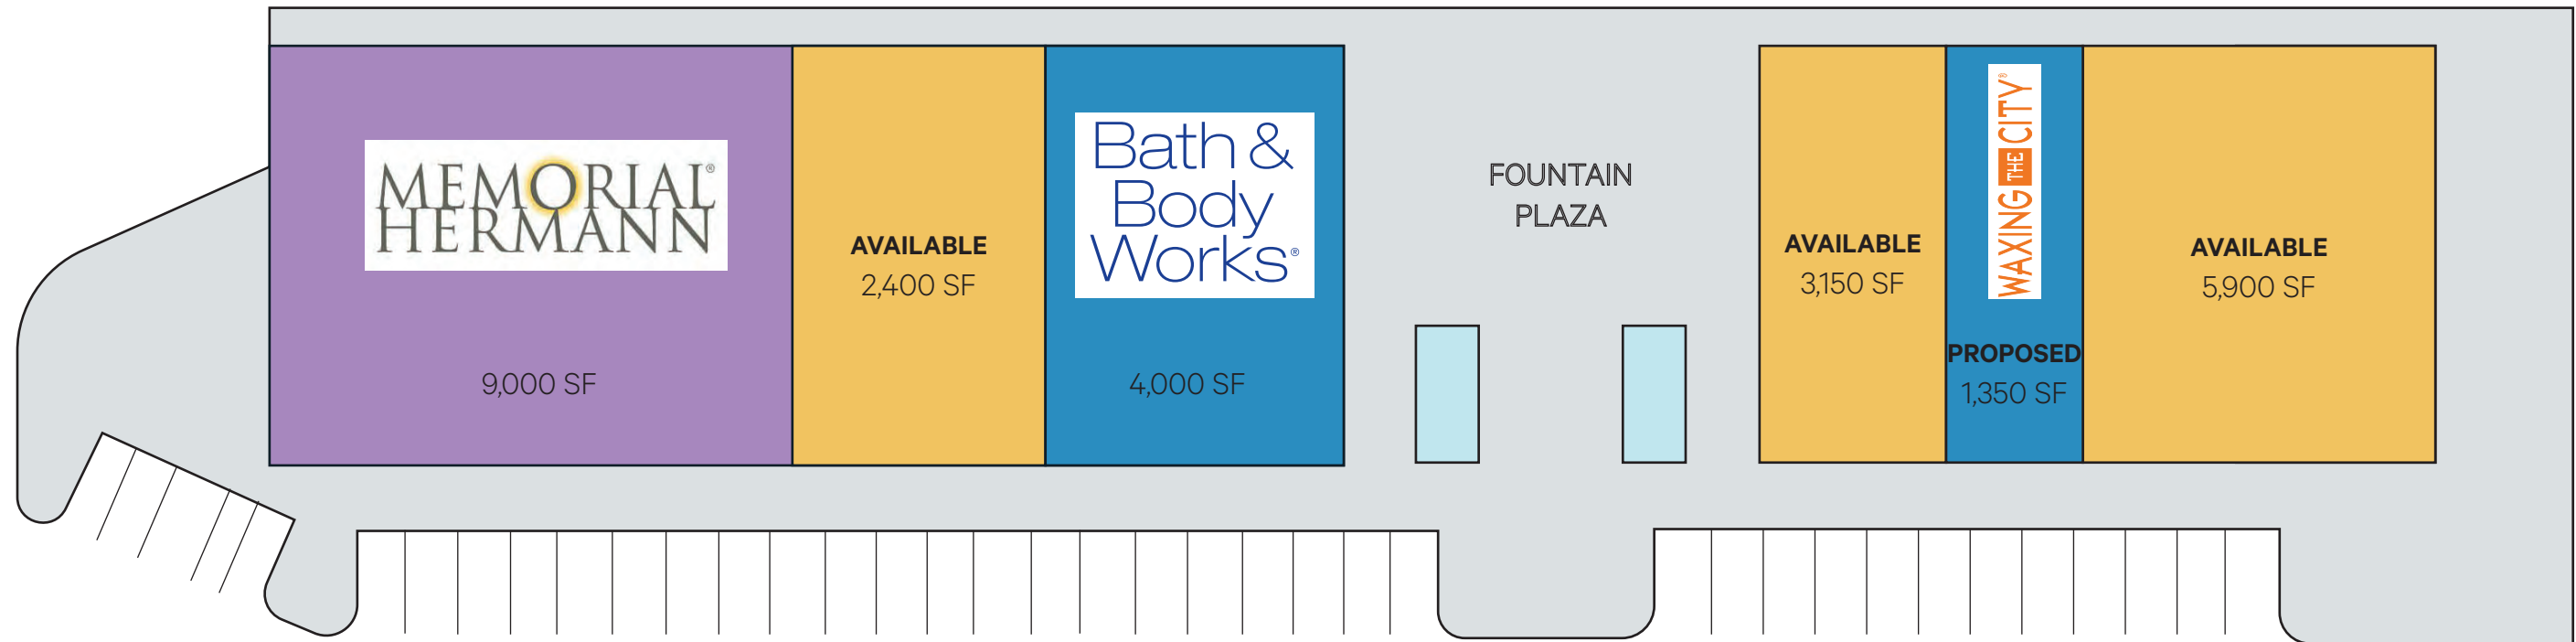 MEMORIAL®
HERMANN
9,000 SF
AVAILABLE
2,400 SF
Bath &
Body
Works®
4,000 SF
FOUNTAIN
PLAZA
AVAILABLE
3,150 SF
WAXING THE CITY®
PROPOSED
1,350 SF
AVAILABLE
5,900 SF